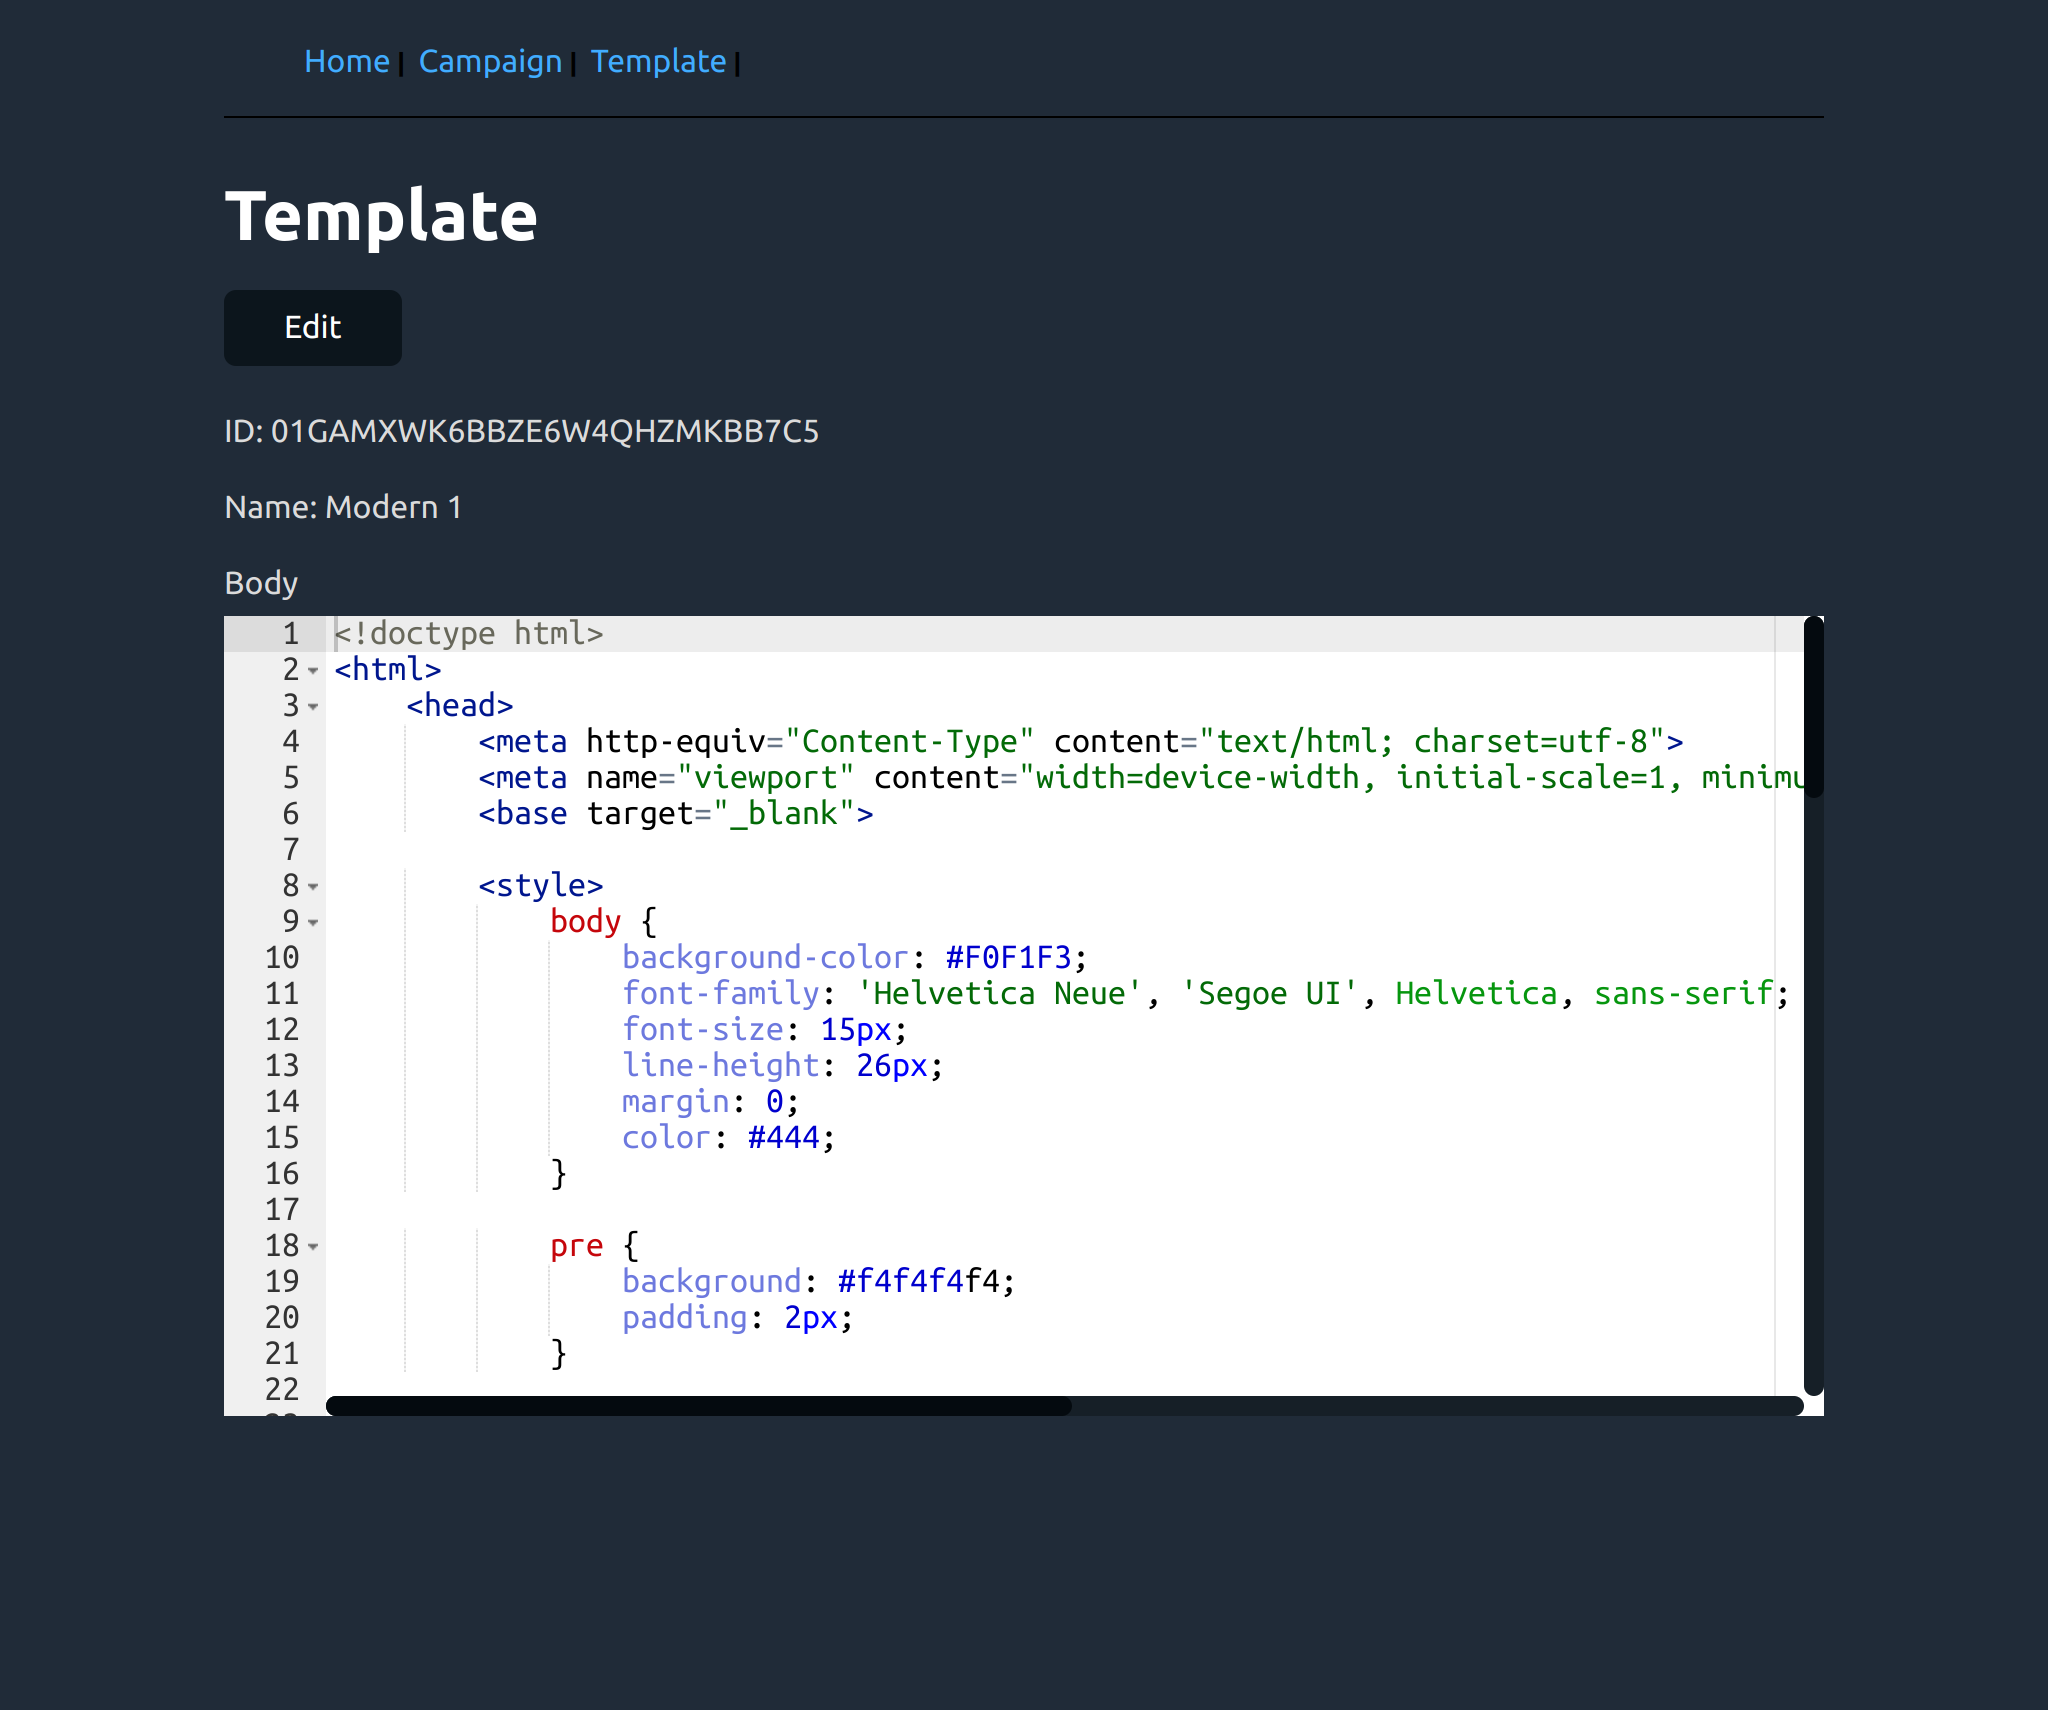 Home | Campaign | Template |
Template
Edit
ID: 01GAMXWK6BBZE6W4QHZMKBB7C5
Name: Modern 1
Body
1 <!doctype html>
2 <html>
3 <head>
4 <meta http-equiv="Content-Type" content="text/html; charset=utf-8">
5 <meta name="viewport" content="width=device-width, initial-scale=1, minimu
6 <base target="_blank">
7
8 <style>
9 body {
10 background-color: #F0F1F3;
11 font-family: 'Helvetica Neue', 'Segoe UI', Helvetica, sans-serif;
12 font-size: 15px;
13 line-height: 26px;
14 margin: 0;
15 color: #444;
16 }
17
18 pre {
19 background: #f4f4f4f4;
20 padding: 2px;
21 }
22